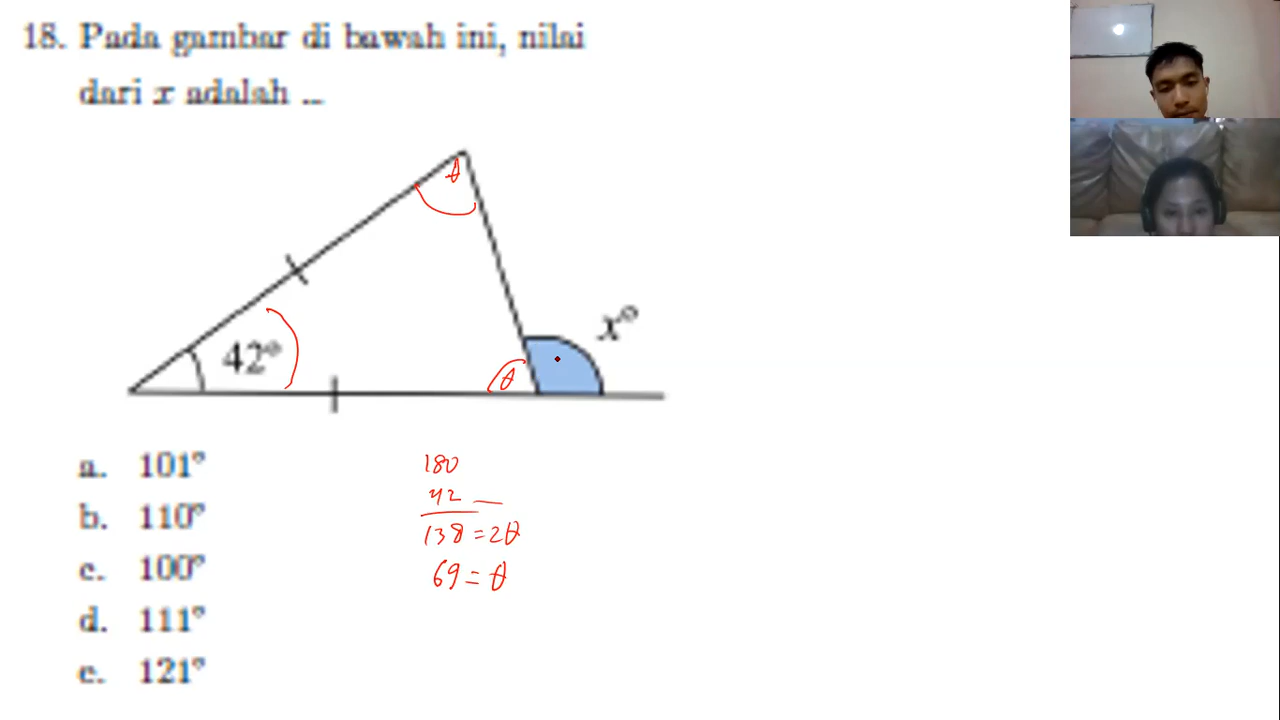 18. Pada gambar di bawah ini, nilai
dari x adalah ...
θ
42°
θ
x°
a. 101°
b. 110°
c. 100°
d. 111°
e. 121°
180
42 —
138 = 2θ
69 = θ